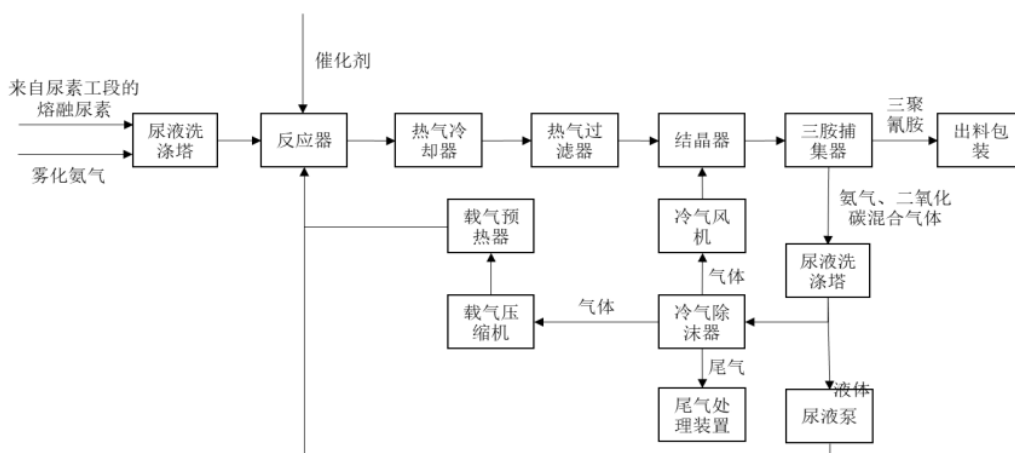 催化剂
来自尿素工段的
熔融尿素
雾化氨气
尿液洗
涤塔
反应器
热气冷
却器
热气过
滤器
结晶器
三胺捕
集器
三聚
氰胺
出料包
装
氨气、二氧化
碳混合气体
载气预
热器
冷气风
机
尿液洗
涤塔
气体
载气压
缩机
气体
冷气除
沫器
尾气
液体
尾气处
理装置
尿液泵